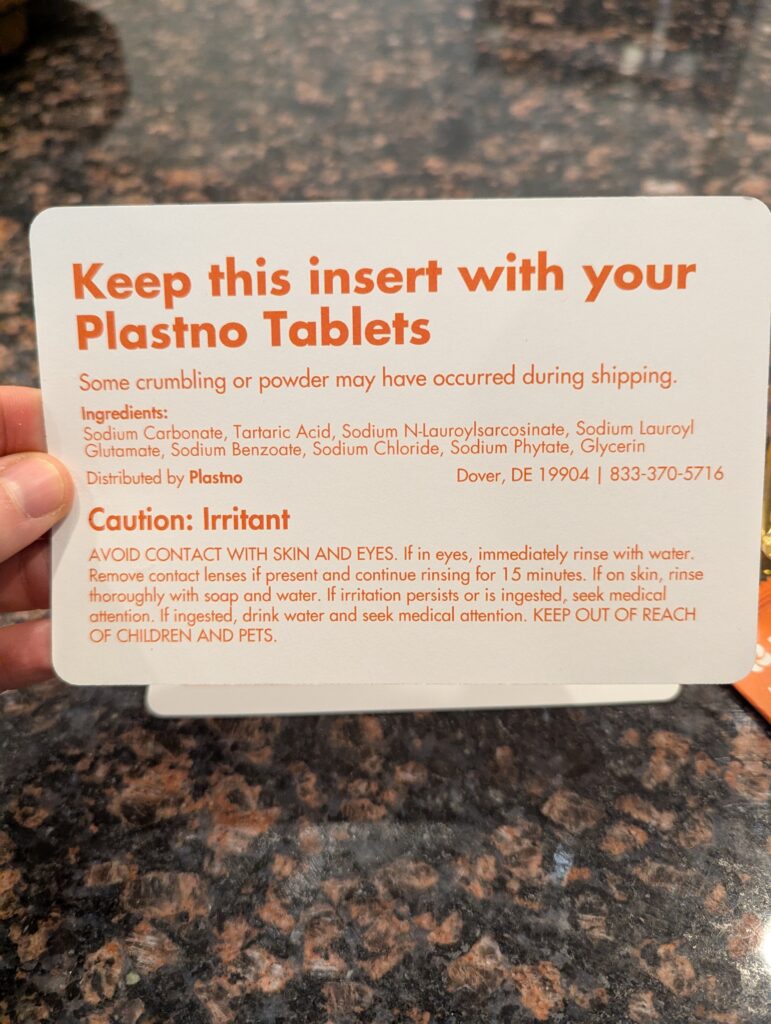 Keep this insert with your
Plastno Tablets
Some crumbling or powder may have occurred during shipping.
Ingredients:
Sodium Carbonate, Tartaric Acid, Sodium N-Lauroylsarcosinate, Sodium Lauroyl
Glutamate, Sodium Benzoate, Sodium Chloride, Sodium Phytate, Glycerin
Distributed by Plastno Dover, DE 19904 | 833-370-5716
Caution: Irritant
AVOID CONTACT WITH SKIN AND EYES. If in eyes, immediately rinse with water.
Remove contact lenses if present and continue rinsing for 15 minutes. If on skin, rinse
thoroughly with soap and water. If irritation persists or is ingested, seek medical
attention. If ingested, drink water and seek medical attention. KEEP OUT OF REACH
OF CHILDREN AND PETS.